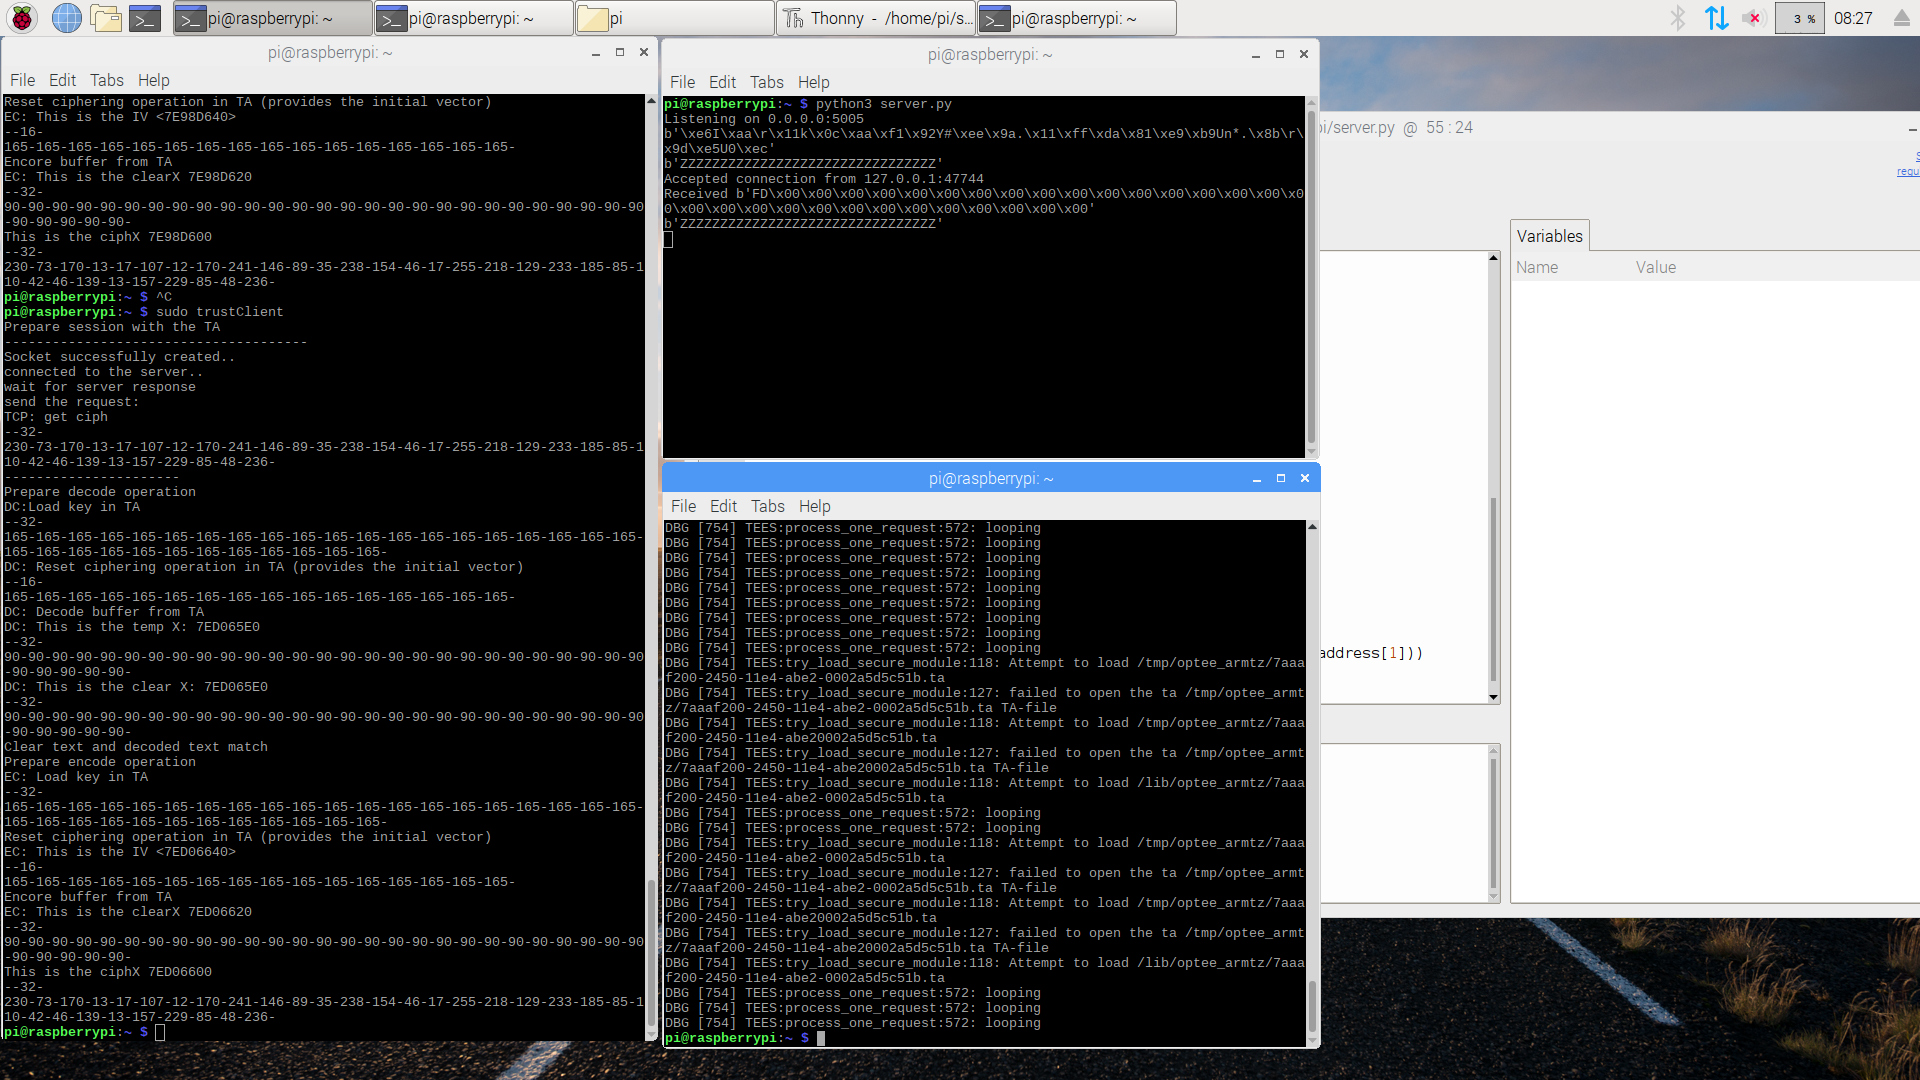 pi@raspberrypi: ~
pi@raspberrypi: ~
pi
Thonny  -  /home/pi/s...
pi@raspberrypi: ~
3 %
08:27
pi@raspberrypi: ~
File Edit Tabs Help
Reset ciphering operation in TA (provides the initial vector)
EC: This is the IV <7E98D640>
--16-
165-165-165-165-165-165-165-165-165-165-165-165-165-165-165-165-
Encore buffer from TA
EC: This is the clearX 7E98D620
--32-
90-90-90-90-90-90-90-90-90-90-90-90-90-90-90-90-90-90-90-90-90-90-90-90-90-90-90
-90-90-90-90-90-
This is the ciphX 7E98D600
--32-
230-73-170-13-17-107-12-170-241-146-89-35-238-154-46-17-255-218-129-233-185-85-1
10-42-46-139-13-157-229-85-48-236-
pi@raspberrypi:~ $ ^C
pi@raspberrypi:~ $ sudo trustClient
Prepare session with the TA
--------------------------------------
Socket successfully created..
connected to the server..
wait for server response
send the request:
TCP: get ciph
--32-
230-73-170-13-17-107-12-170-241-146-89-35-238-154-46-17-255-218-129-233-185-85-1
10-42-46-139-13-157-229-85-48-236-
----------------------
Prepare decode operation
DC:Load key in TA
--32-
165-165-165-165-165-165-165-165-165-165-165-165-165-165-165-165-165-165-165-165-
165-165-165-165-165-165-165-165-165-165-165-165-
DC: Reset ciphering operation in TA (provides the initial vector)
--16-
165-165-165-165-165-165-165-165-165-165-165-165-165-165-165-165-
DC: Decode buffer from TA
DC: This is the temp X: 7ED065E0
--32-
90-90-90-90-90-90-90-90-90-90-90-90-90-90-90-90-90-90-90-90-90-90-90-90-90-90-90
-90-90-90-90-90-
DC: This is the clear X: 7ED065E0
--32-
90-90-90-90-90-90-90-90-90-90-90-90-90-90-90-90-90-90-90-90-90-90-90-90-90-90-90
-90-90-90-90-90-
Clear text and decoded text match
Prepare encode operation
EC: Load key in TA
--32-
165-165-165-165-165-165-165-165-165-165-165-165-165-165-165-165-165-165-165-165-
165-165-165-165-165-165-165-165-165-165-165-165-
Reset ciphering operation in TA (provides the initial vector)
EC: This is the IV <7ED06640>
--16-
165-165-165-165-165-165-165-165-165-165-165-165-165-165-165-165-
Encore buffer from TA
EC: This is the clearX 7ED06620
--32-
90-90-90-90-90-90-90-90-90-90-90-90-90-90-90-90-90-90-90-90-90-90-90-90-90-90-90
-90-90-90-90-90-
This is the ciphX 7ED06600
--32-
230-73-170-13-17-107-12-170-241-146-89-35-238-154-46-17-255-218-129-233-185-85-1
10-42-46-139-13-157-229-85-48-236-
pi@raspberrypi:~ $
pi@raspberrypi: ~
File Edit Tabs Help
pi@raspberrypi:~ $ python3 server.py
Listening on 0.0.0.0:5005
b'\xe6I\xaa\r\x11k\x0c\xaa\xf1\x92Y#\xee\x9a.\x11\xff\xda\x81\xe9\xb9Un*.\x8b\r\
x9d\xe5U0\xec'
b'ZZZZZZZZZZZZZZZZZZZZZZZZZZZZZZZZ'
Accepted connection from 127.0.0.1:47744
Received b'FD\x00\x00\x00\x00\x00\x00\x00\x00\x00\x00\x00\x00\x00\x00\x00\x00\x0
0\x00\x00\x00\x00\x00\x00\x00\x00\x00\x00\x00\x00'
b'ZZZZZZZZZZZZZZZZZZZZZZZZZZZZZZZZ'
pi@raspberrypi: ~
File Edit Tabs Help
DBG [754] TEES:process_one_request:572: looping
DBG [754] TEES:process_one_request:572: looping
DBG [754] TEES:process_one_request:572: looping
DBG [754] TEES:process_one_request:572: looping
DBG [754] TEES:process_one_request:572: looping
DBG [754] TEES:process_one_request:572: looping
DBG [754] TEES:process_one_request:572: looping
DBG [754] TEES:process_one_request:572: looping
DBG [754] TEES:process_one_request:572: looping
DBG [754] TEES:try_load_secure_module:118: Attempt to load /tmp/optee_armtz/7aaa
f200-2450-11e4-abe2-0002a5d5c51b.ta
DBG [754] TEES:try_load_secure_module:127: failed to open the ta /tmp/optee_armt
z/7aaaf200-2450-11e4-abe2-0002a5d5c51b.ta TA-file
DBG [754] TEES:try_load_secure_module:118: Attempt to load /tmp/optee_armtz/7aaa
f200-2450-11e4-abe20002a5d5c51b.ta
DBG [754] TEES:try_load_secure_module:127: failed to open the ta /tmp/optee_armt
z/7aaaf200-2450-11e4-abe20002a5d5c51b.ta TA-file
DBG [754] TEES:try_load_secure_module:118: Attempt to load /lib/optee_armtz/7aaa
f200-2450-11e4-abe2-0002a5d5c51b.ta
DBG [754] TEES:process_one_request:572: looping
DBG [754] TEES:process_one_request:572: looping
DBG [754] TEES:try_load_secure_module:118: Attempt to load /tmp/optee_armtz/7aaa
f200-2450-11e4-abe2-0002a5d5c51b.ta
DBG [754] TEES:try_load_secure_module:127: failed to open the ta /tmp/optee_armt
z/7aaaf200-2450-11e4-abe2-0002a5d5c51b.ta TA-file
DBG [754] TEES:try_load_secure_module:118: Attempt to load /tmp/optee_armtz/7aaa
f200-2450-11e4-abe20002a5d5c51b.ta
DBG [754] TEES:try_load_secure_module:127: failed to open the ta /tmp/optee_armt
z/7aaaf200-2450-11e4-abe20002a5d5c51b.ta TA-file
DBG [754] TEES:try_load_secure_module:118: Attempt to load /lib/optee_armtz/7aaa
f200-2450-11e4-abe2-0002a5d5c51b.ta
DBG [754] TEES:process_one_request:572: looping
DBG [754] TEES:process_one_request:572: looping
DBG [754] TEES:process_one_request:572: looping
pi@raspberrypi:~ $
pi/server.py @ 55 : 24
requ
Variables
Name Value
address[1]))